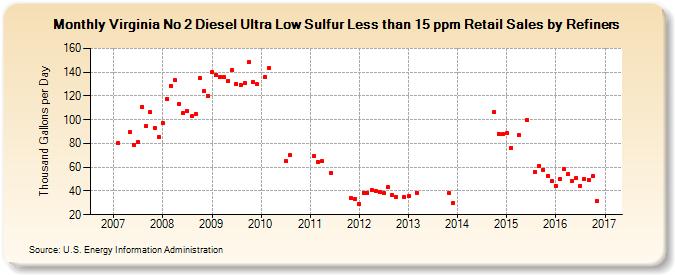 Monthly Virginia No 2 Diesel Ultra Low Sulfur Less than 15 ppm Retail Sales by Refiners
Thousand Gallons per Day
160
140
120
100
80
60
40
20
2007 2008 2009 2010 2011 2012 2013 2014 2015 2016 2017
Source: U.S. Energy Information Administration